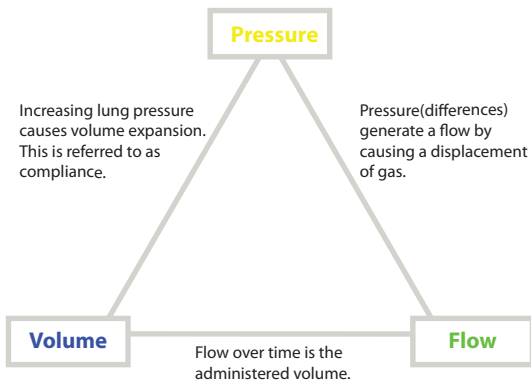 Pressure
Increasing lung pressure
causes volume expansion.
This is referred to as
compliance.
Pressure(differences)
generate a flow by
causing a displacement
of gas.
Volume
Flow over time is the
administered volume.
Flow